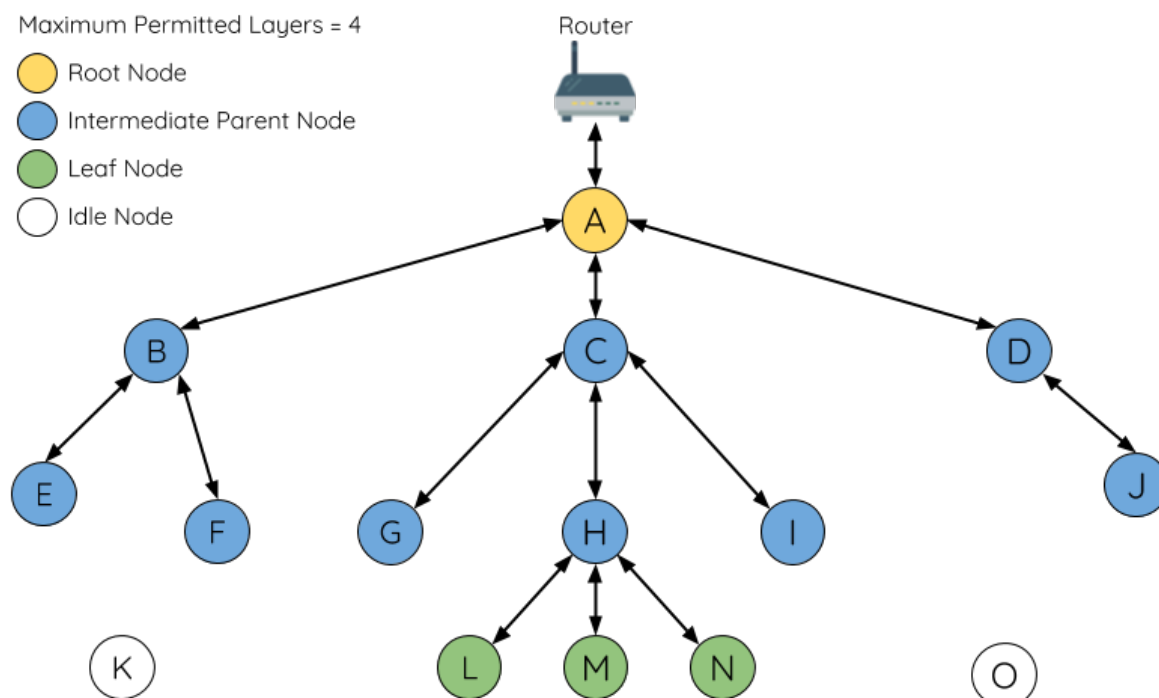 Maximum Permitted Layers = 4
Router
Root Node
Intermediate Parent Node
Leaf Node
Idle Node
A
B
C
D
E
F
G
H
I
J
K
L
M
N
O